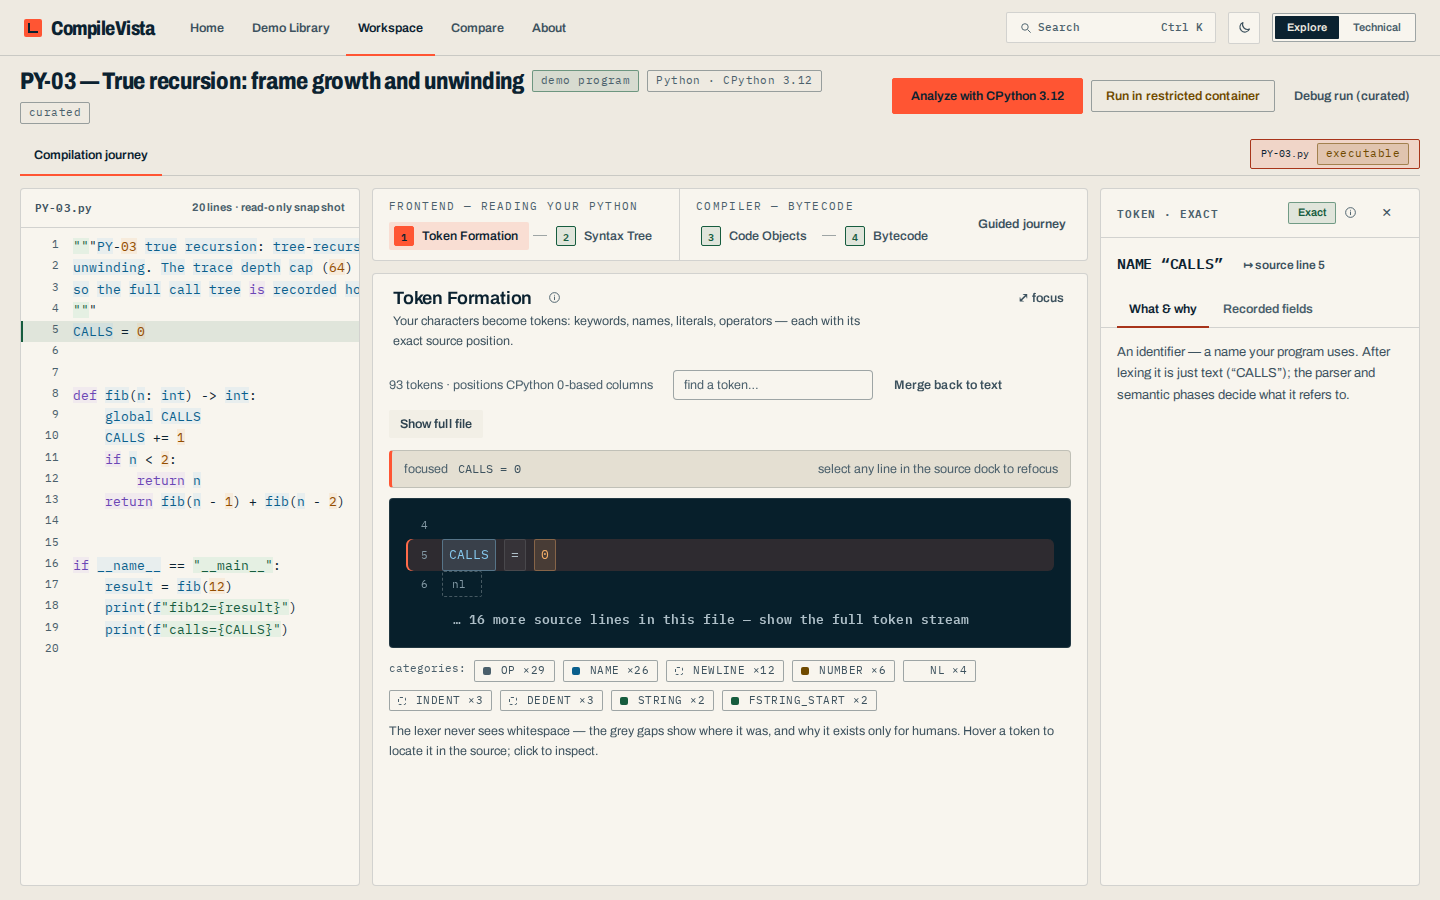 CompileVista Home Demo Library Workspace Compare About Search Ctrl K Explore Technical
PY-03 — True recursion: frame growth and unwinding demo program Python · CPython 3.12
curated
Analyze with CPython 3.12 Run in restricted container Debug run (curated)
Compilation journey PY-03.py executable
PY-03.py 20 lines · read-only snapshot
1 """PY-03 true recursion: tree-recurs
2 unwinding. The trace depth cap (64)
3 so the full call tree is recorded ho
4 """
5 CALLS = 0
6
7
8 def fib(n: int) -> int:
9 global CALLS
10 CALLS += 1
11 if n < 2:
12 return n
13 return fib(n - 1) + fib(n - 2)
14
15
16 if __name__ == "__main__":
17 result = fib(12)
18 print(f"fib12={result}")
19 print(f"calls={CALLS}")
20
FRONTEND — READING YOUR PYTHON
1 Token Formation — 2 Syntax Tree
COMPILER — BYTECODE
3 Code Objects — 4 Bytecode
Guided journey
Token Formation
⤢ focus
Your characters become tokens: keywords, names, literals, operators — each with its
exact source position.
93 tokens · positions CPython 0-based columns find a token… Merge back to text
Show full file
focused CALLS = 0 select any line in the source dock to refocus
4
5 CALLS = 0
6 nl
… 16 more source lines in this file — show the full token stream
categories: OP ×29 NAME ×26 NEWLINE ×12 NUMBER ×6 NL ×4
INDENT ×3 DEDENT ×3 STRING ×2 FSTRING_START ×2
The lexer never sees whitespace — the grey gaps show where it was, and why it exists only for humans. Hover a token to
locate it in the source; click to inspect.
TOKEN · EXACT Exact ✕
NAME “CALLS” ↦ source line 5
What & why Recorded fields
An identifier — a name your program uses. After
lexing it is just text (“CALLS”); the parser and
semantic phases decide what it refers to.